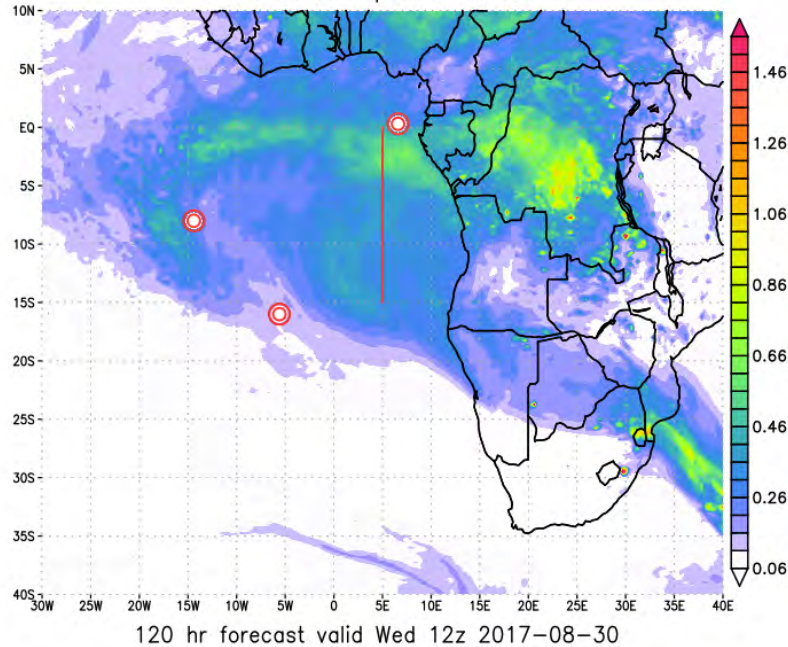 10N
5N
EQ
5S
10S
15S
20S
25S
30S
35S
40S
30W 25W 20W 15W 10W 5W 0 5E 10E 15E 20E 25E 30E 35E 40E
1.46
1.26
1.06
0.86
0.66
0.46
0.26
0.06
120 hr forecast valid Wed 12z 2017-08-30